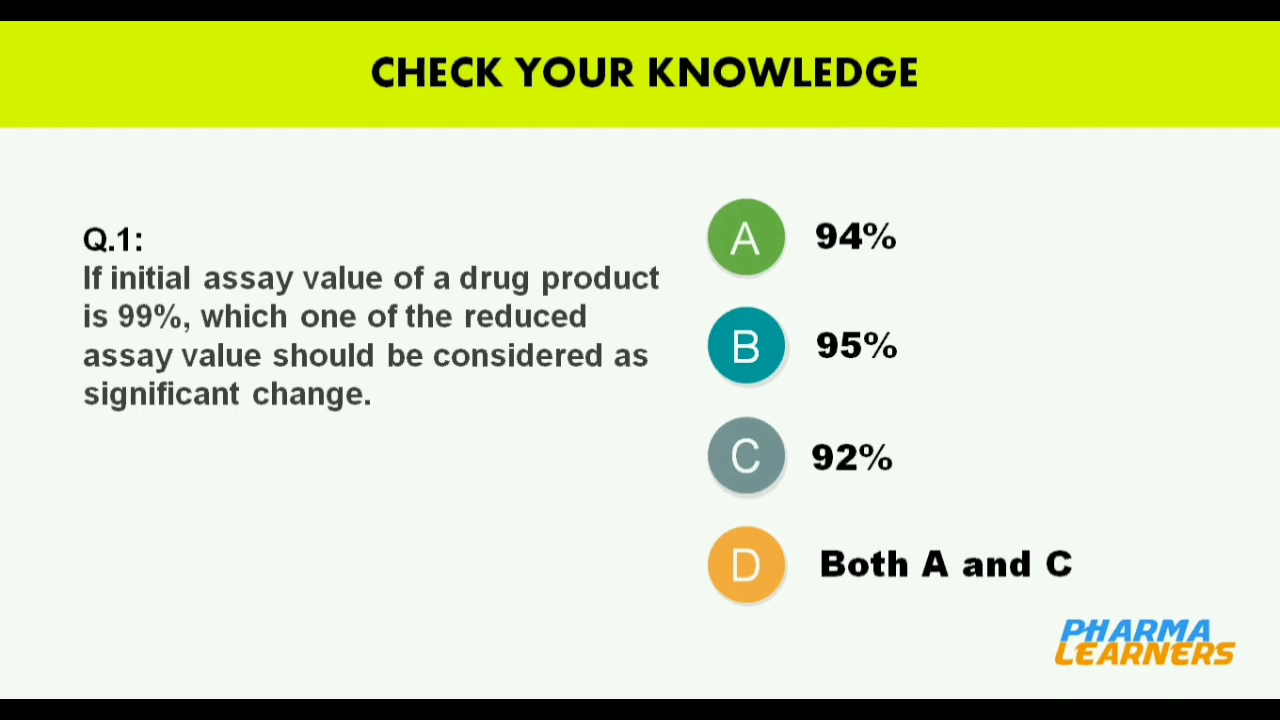 CHECK YOUR KNOWLEDGE
Q.1:
If initial assay value of a drug product
is 99%, which one of the reduced
assay value should be considered as
significant change.
A 94%
B 95%
C 92%
D Both A and C
PHARMA
LEARNERS